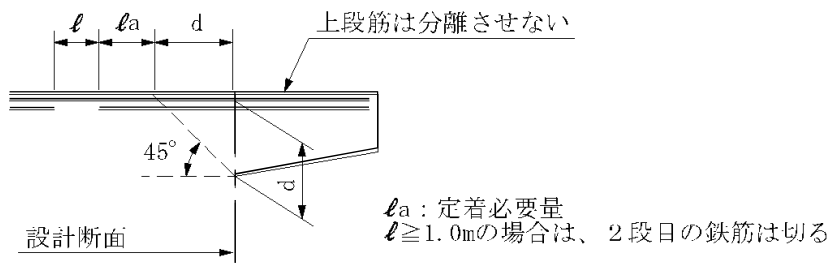 ℓ ℓa d
上段筋は分離させない
45°
d
設計断面
ℓa：定着必要量
ℓ≧1.0mの場合は、2段目の鉄筋は切る